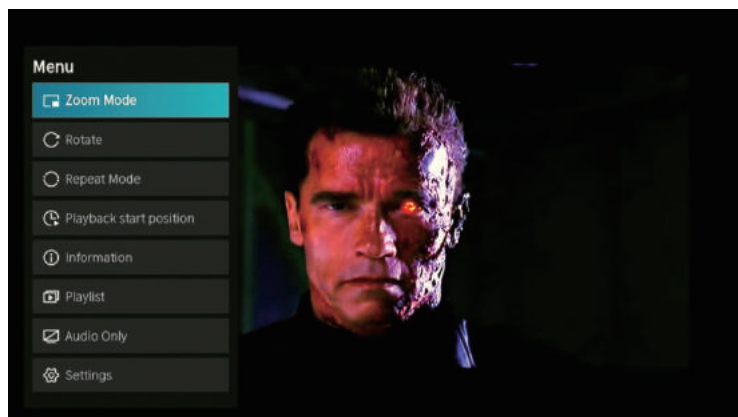 Menu
Zoom Mode
Rotate
Repeat Mode
Playback start position
Information
Playlist
Audio Only
Settings